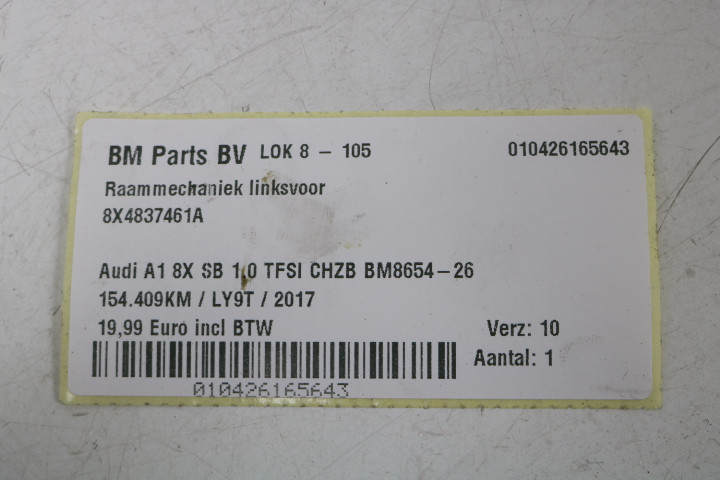 BM Parts BV LOK 8 - 105 010426165643
Raammechaniek linksvoor
8X4837461A
Audi A1 8X SB 1.0 TFSI CHZB BM8654-26
154.409KM / LY9T / 2017
19,99 Euro incl BTW Verz: 10
Aantal: 1
010426165643